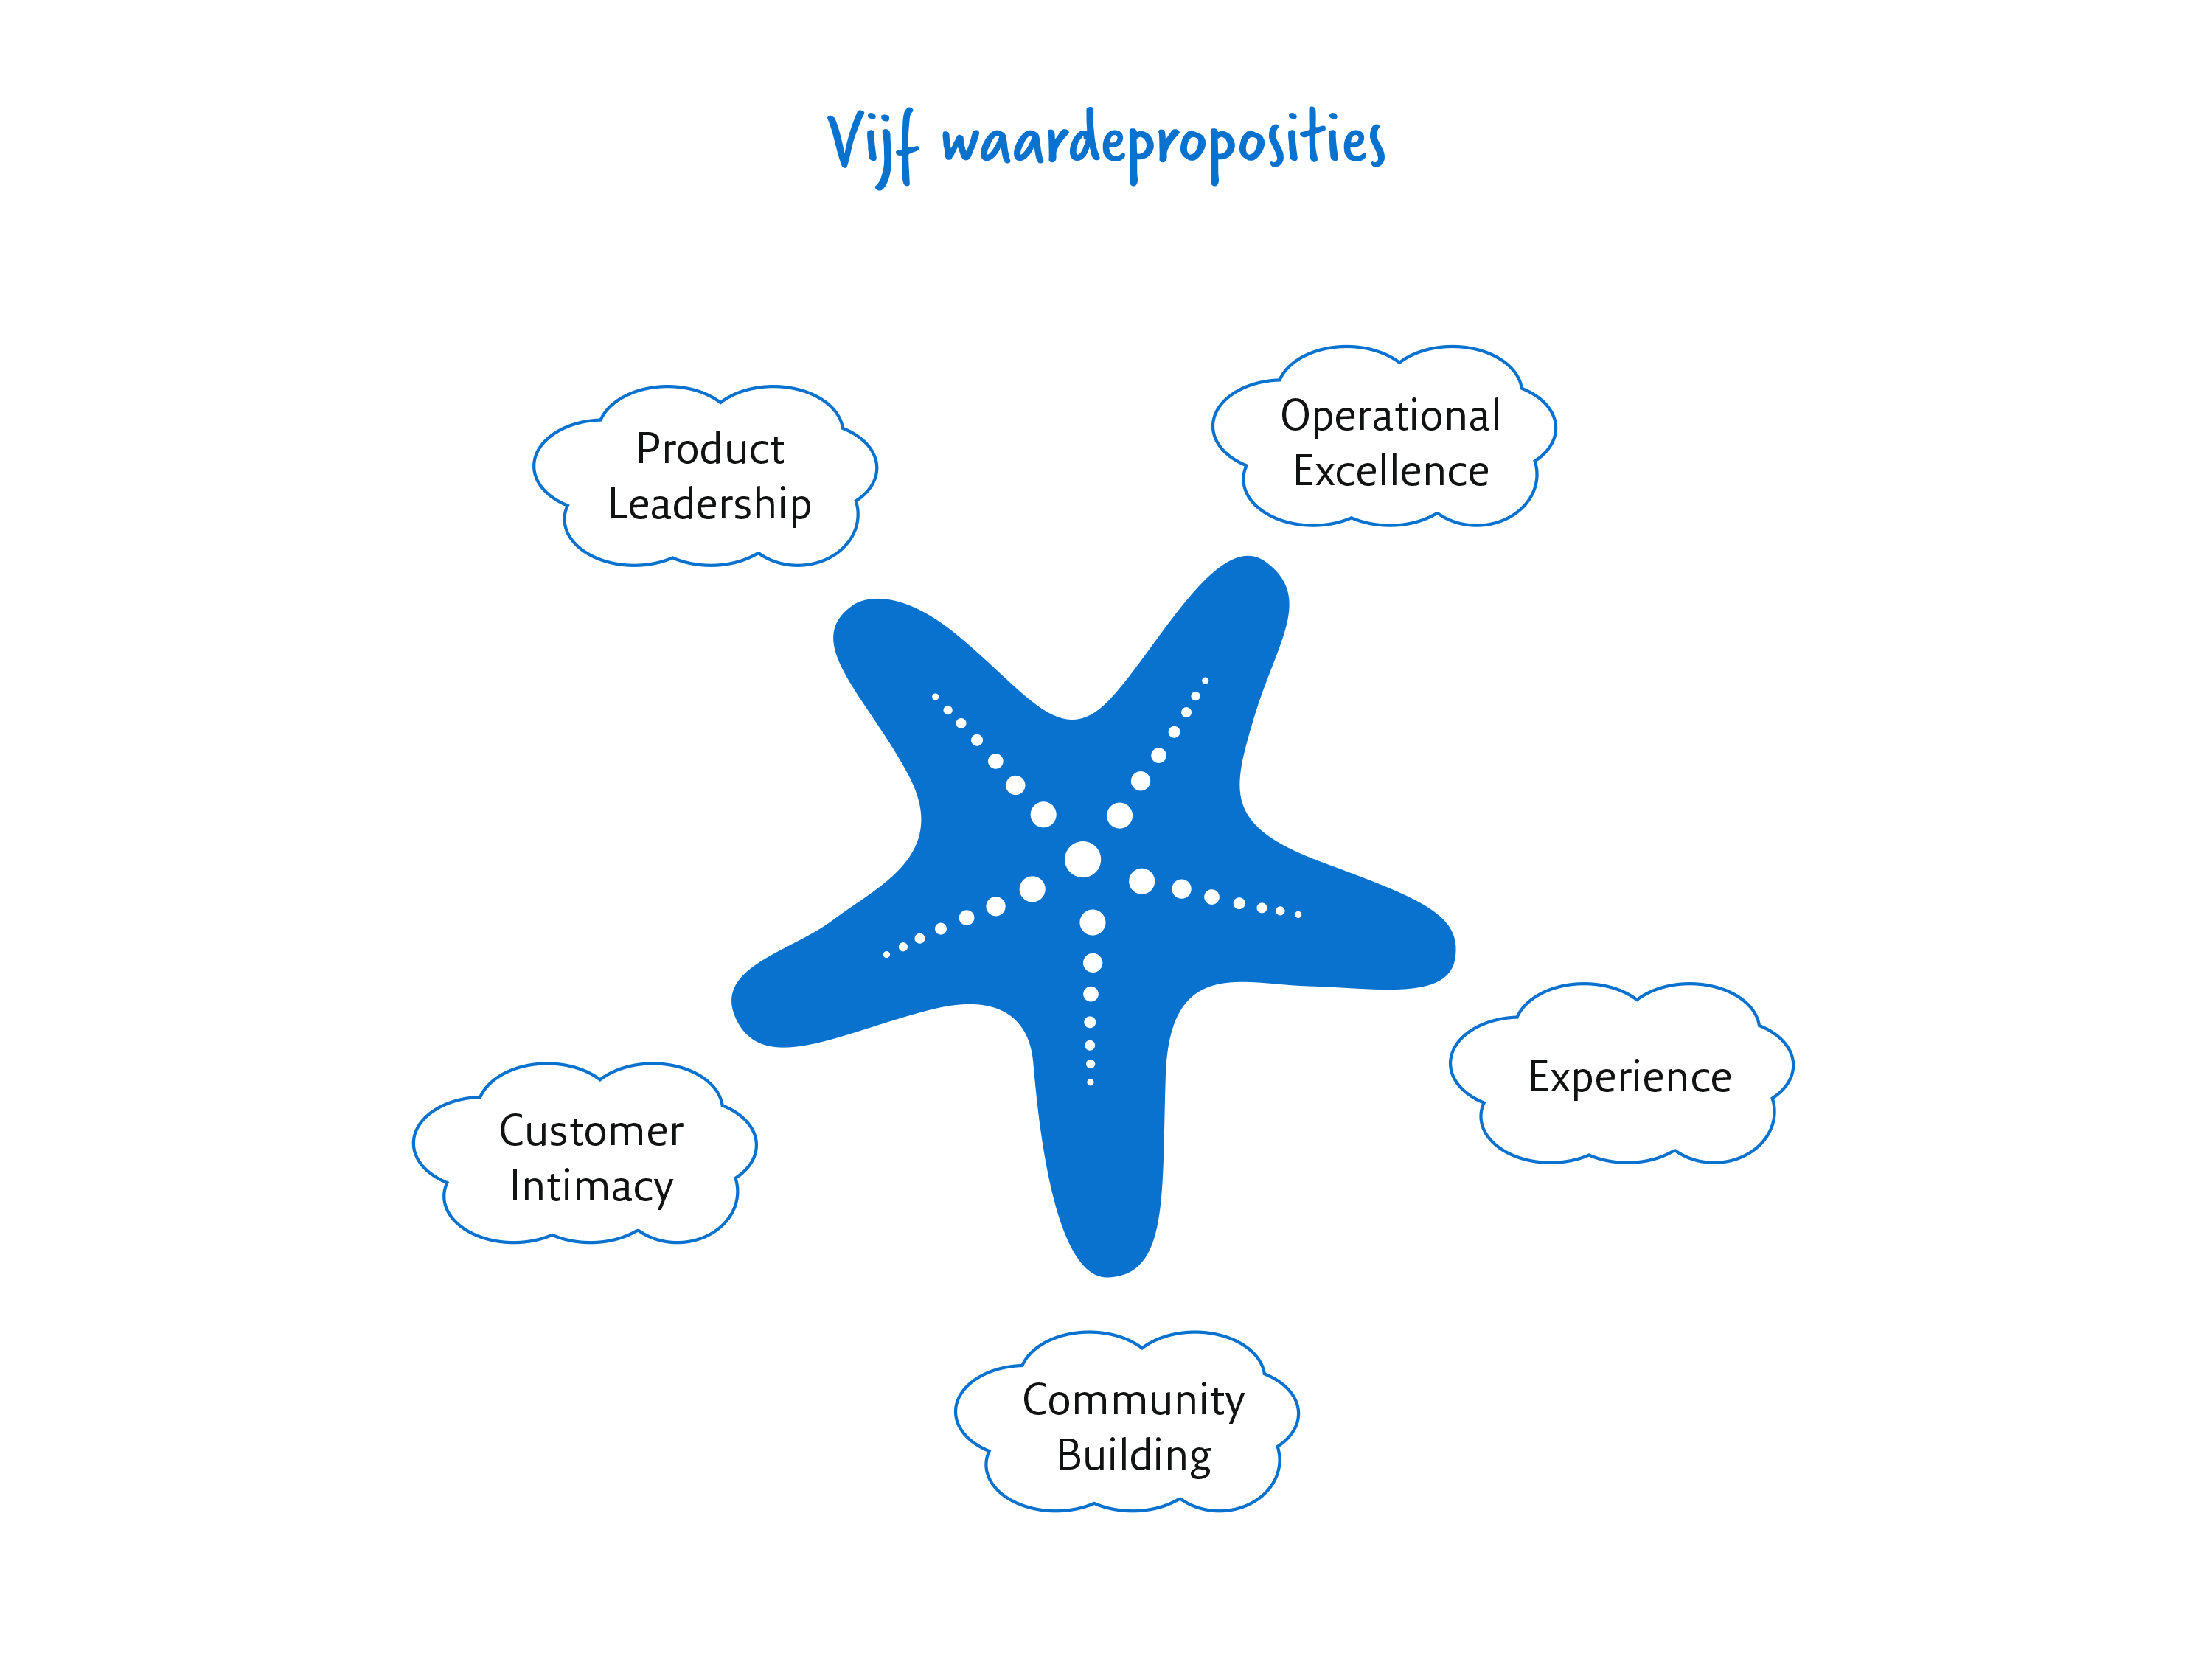 Vijf waardeproposities
Operational
Excellence
Product
Leadership
Experience
Customer
Intimacy
Community
Building